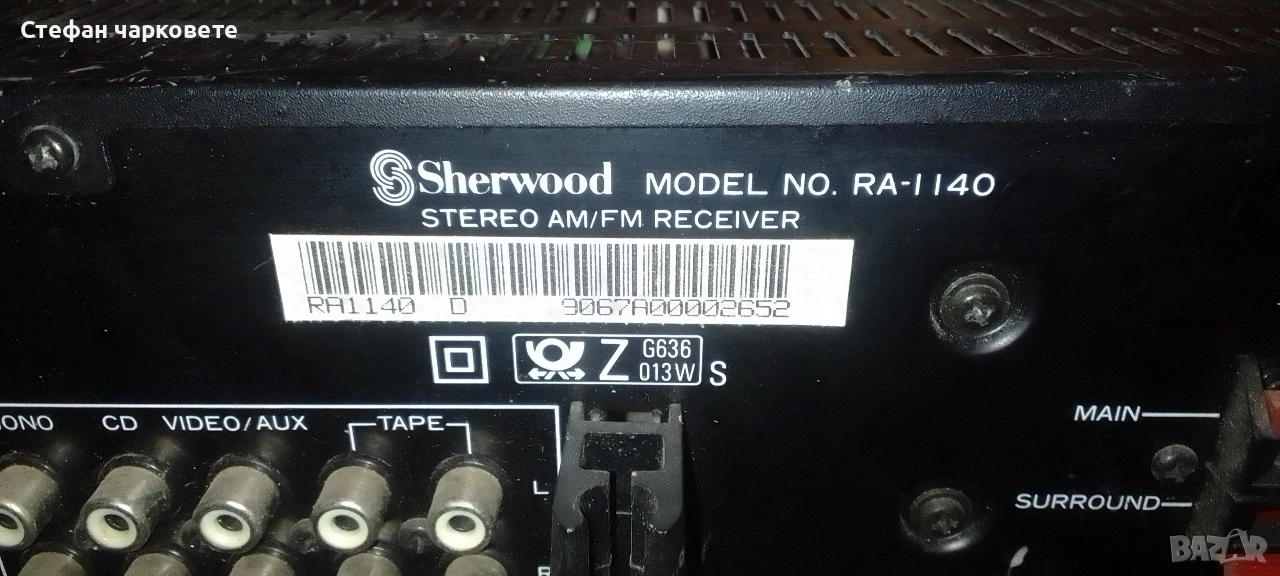 Стефан чарковете
Sherwood MODEL NO. RA-1140
STEREO AM/FM RECEIVER
RA1140 D 9067A00002652
Z G636
013W S
CD VIDEO/AUX TAPE
MAIN
L
SURROUND
R
BAZAR